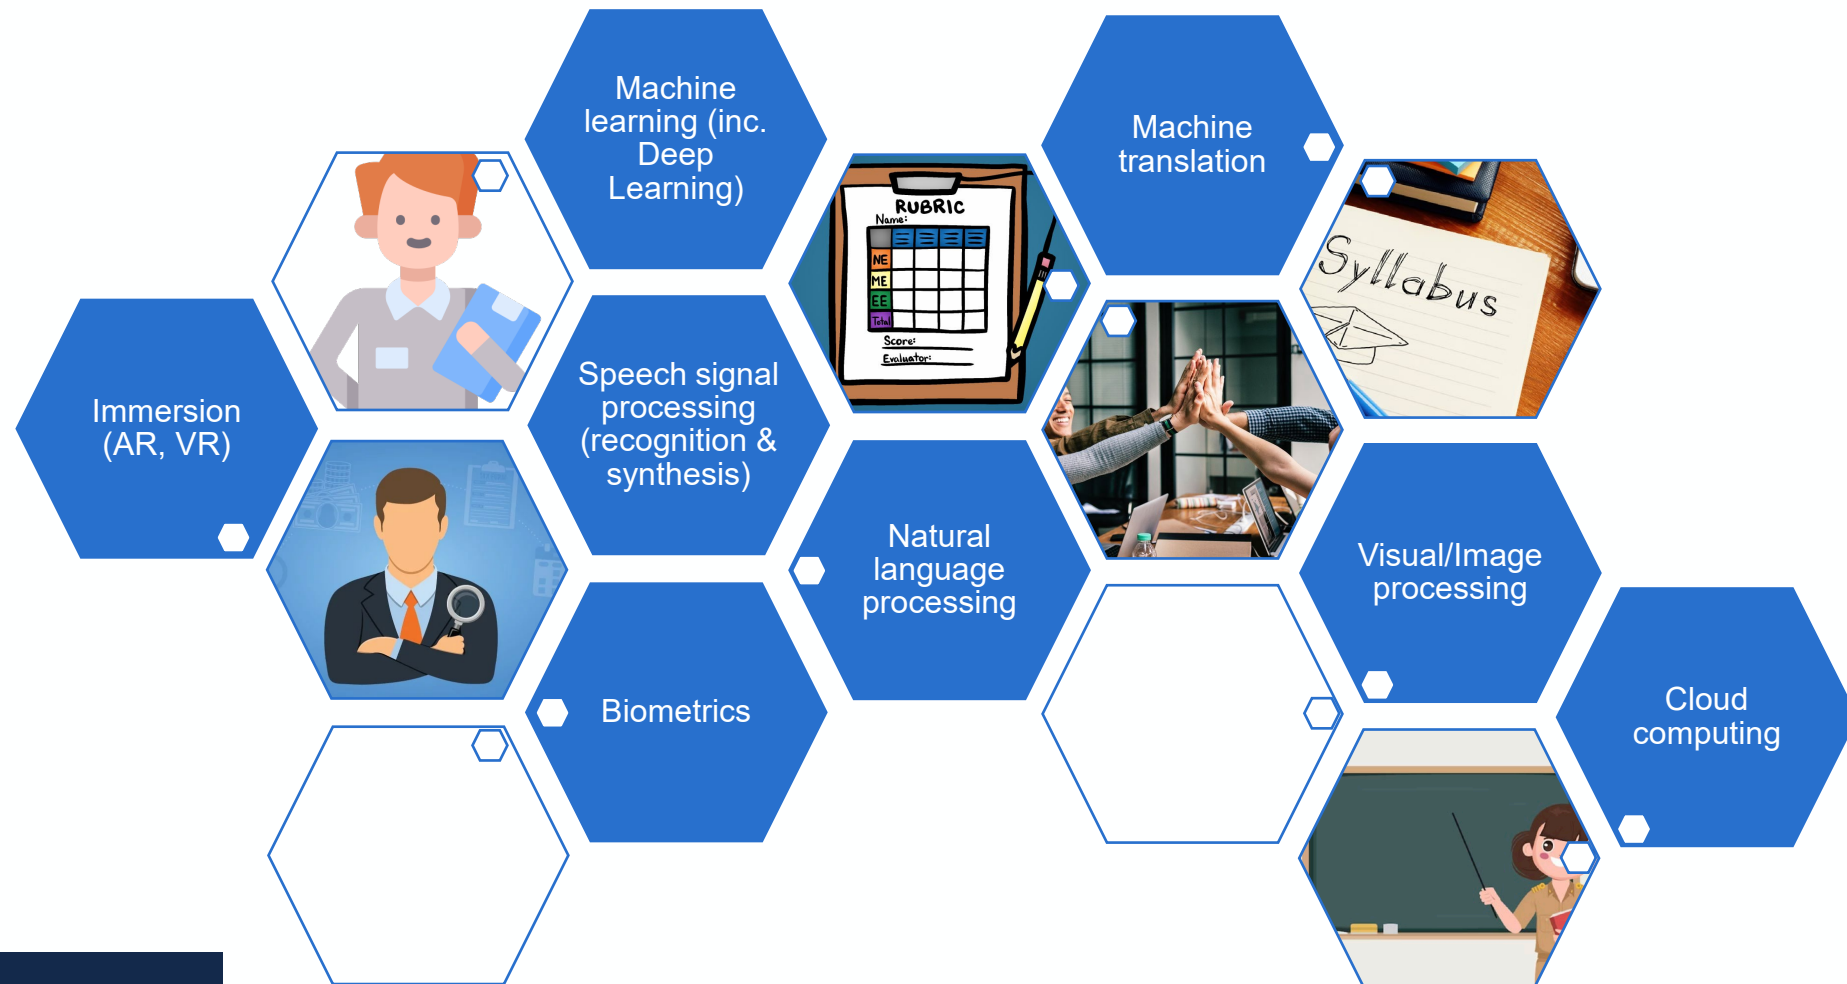 Machine
learning (inc.
Deep
Learning)
Machine
translation
RUBRIC
Name:
NE
ME
EE
Total
Score:
Evaluator:
Syllabus
Immersion
(AR, VR)
Speech signal
processing
(recognition &
synthesis)
Natural
language
processing
Visual/Image
processing
Biometrics
Cloud
computing